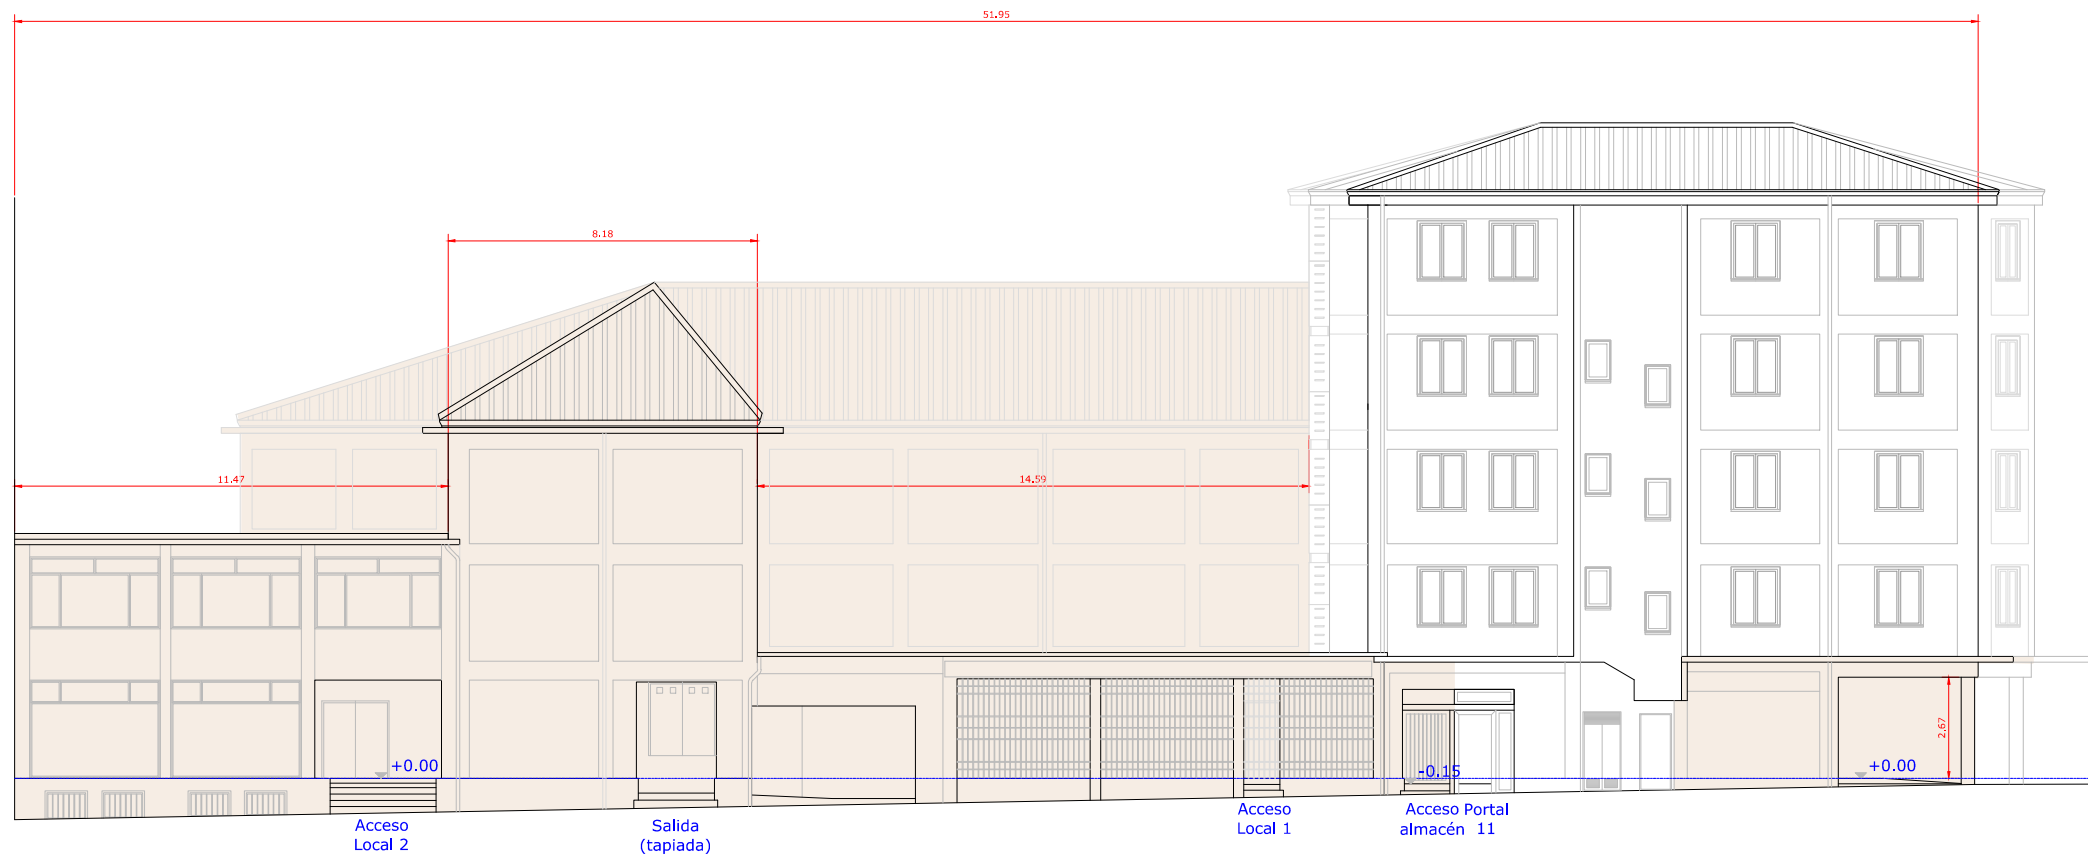 51.95
8.18
11.47
14.59
2.67
+0.00
-0.15
+0.00
Acceso
Local 2
Salida
(tapiada)
Acceso
Local 1
Acceso Portal
almacén 11